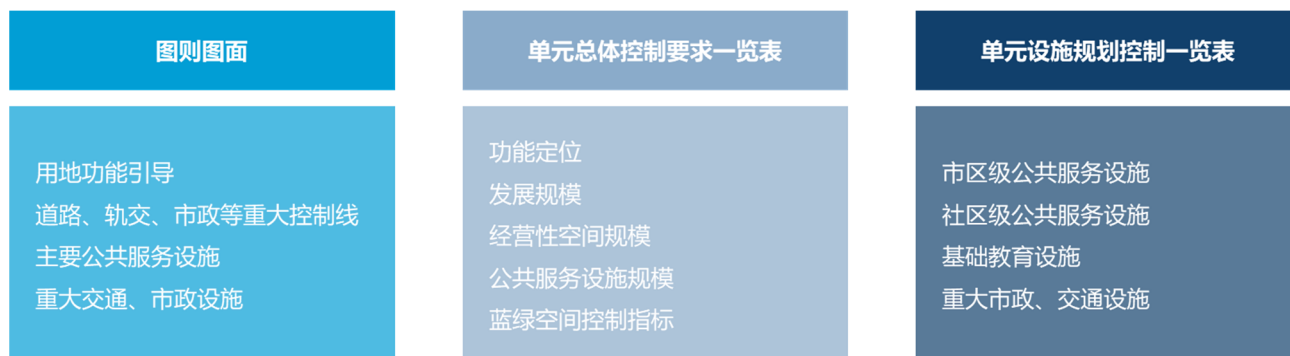 图则图面
用地功能引导
道路、轨交、市政等重大控制线
主要公共服务设施
重大交通、市政设施
单元总体控制要求一览表
功能定位
发展规模
经营性空间规模
公共服务设施规模
蓝绿空间控制指标
单元设施规划控制一览表
市区级公共服务设施
社区级公共服务设施
基础教育设施
重大市政、交通设施